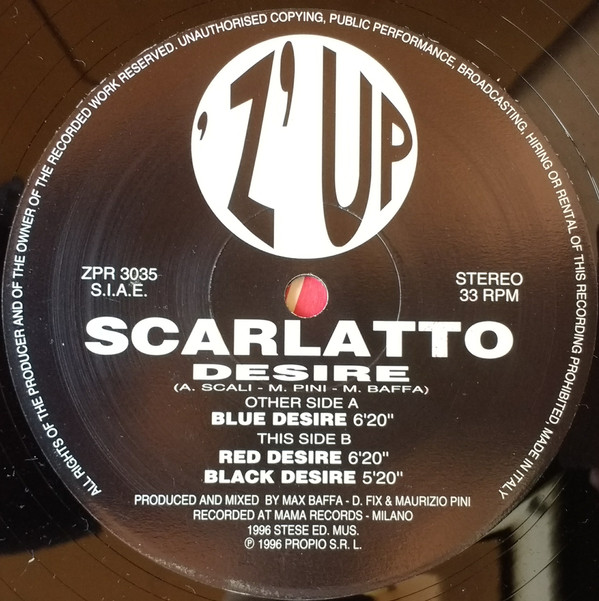 ALL RIGHTS OF THE PRODUCER AND OF THE OWNER OF THE RECORDED WORK RESERVED. UNAUTHORISED COPYING, PUBLIC PERFORMANCE, BROADCASTING, HIRING OR RENTAL OF THIS RECORDING PROHIBITED. MADE IN ITALY
'Z' UP
ZPR 3035
S.I.A.E.
STEREO
33 RPM
SCARLATTO
DESIRE
(A. SCALI - M. PINI - M. BAFFA)
OTHER SIDE A
BLUE DESIRE 6'20"
THIS SIDE B
RED DESIRE 6'20"
BLACK DESIRE 5'20"
PRODUCED AND MIXED BY MAX BAFFA - D. FIX & MAURIZIO PINI
RECORDED AT MAMA RECORDS - MILANO
1996 STESE ED. MUS.
℗ 1996 PROPIO S.R.L.